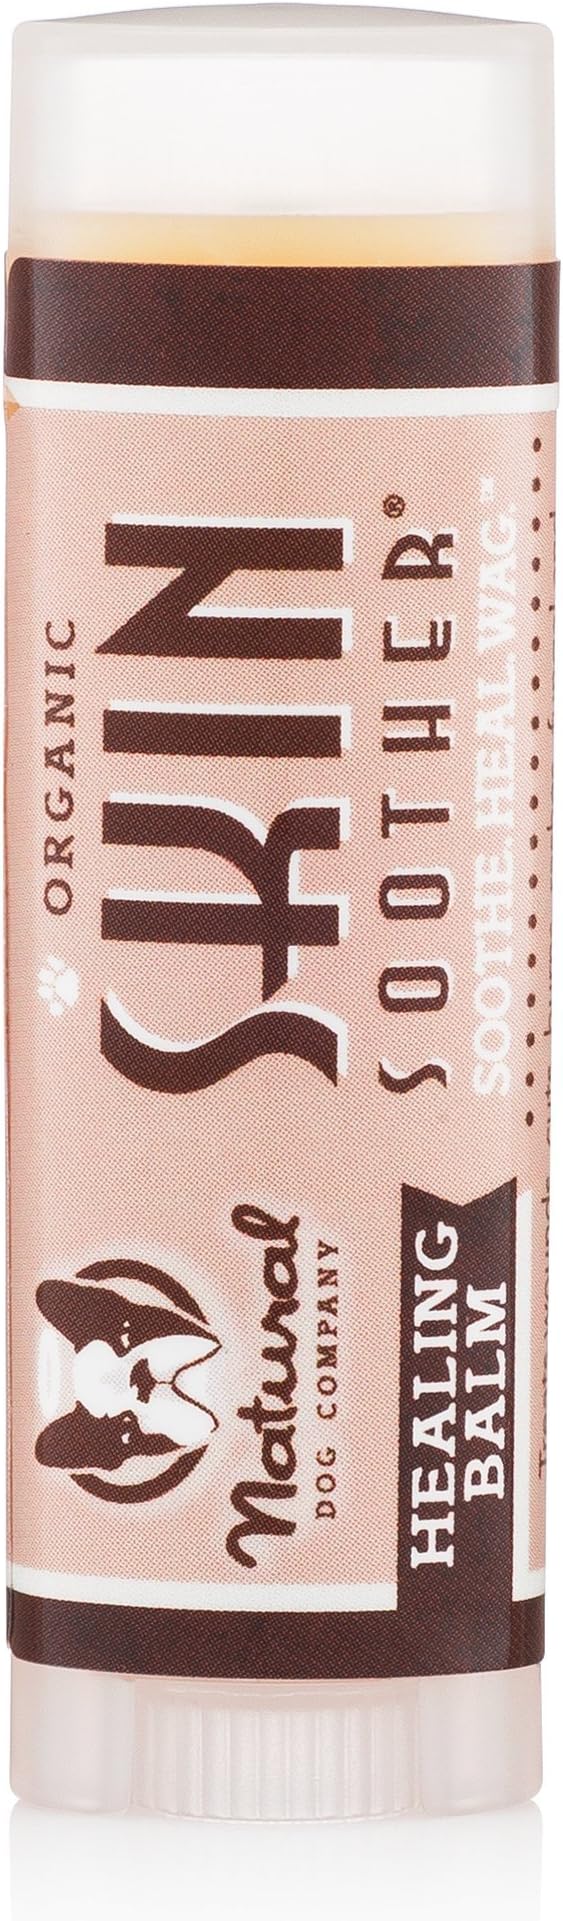 ORGANIC
SKIN
SOOTHER®
SOOTHE. HEAL. WAG.™
Natural
DOG COMPANY
HEALING
BALM